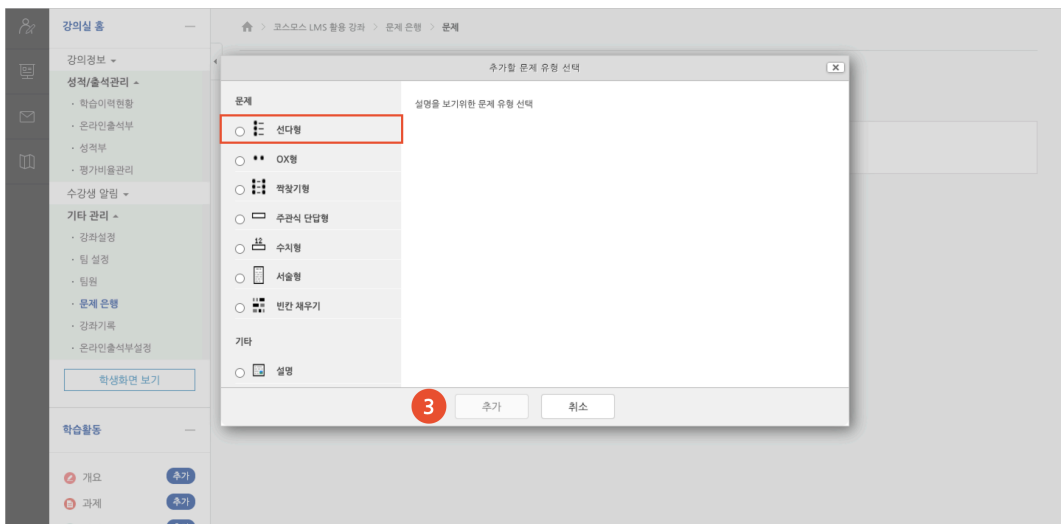 강의실 홈
강의정보
성적/출석관리
· 학습이력현황
· 온라인출석부
· 성적부
· 평가비율관리
수강생 알림
기타 관리
· 강좌설정
· 팀 설정
· 팀원
· 문제 은행
· 강좌기록
· 온라인출석부설정
학생화면 보기
학습활동
개요 추가
과제 추가
코스모스 LMS 활용 강좌 > 문제 은행 > 문제
추가할 문제 유형 선택
문제
선다형
OX형
짝찾기형
주관식 단답형
12
수치형
서술형
빈칸 채우기
기타
설명
설명을 보기위한 문제 유형 선택
3 추가 취소